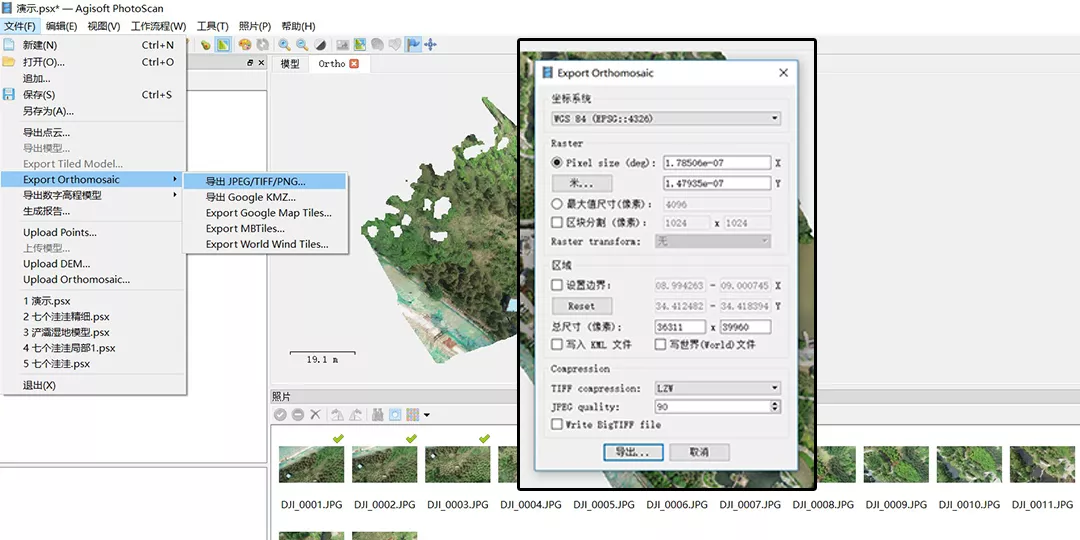 演示.psx* — Agisoft PhotoScan
文件(F) 编辑(E) 视图(V) 工作流程(W) 工具(T) 照片(P) 帮助(H)
新建(N) Ctrl+N
打开(O)... Ctrl+O
追加...
保存(S) Ctrl+S
另存为(A)...
导出点云...
导出模型...
Export Tiled Model...
Export Orthomosaic
导出数字高程模型
生成报告...
Upload Points...
上传模型...
Upload DEM...
Upload Orthomosaic...
1 演示.psx
2 七个洼洼精细.psx
3 浐灞湿地模型.psx
4 七个洼洼局部1.psx
5 七个洼洼.psx
退出(X)
导出 JPEG/TIFF/PNG...
导出 Google KMZ...
Export Google Map Tiles...
Export MBTiles...
Export World Wind Tiles...
模型 Ortho
19.1 m
Export Orthomosaic
坐标系统
WGS 84 (EPSG::4326)
Raster
Pixel size (deg): 1.78506e-07 X
米... 1.47935e-07 Y
最大值尺寸(像素): 4096
区块分割 (像素): 1024 x 1024
Raster transform: 无
区域
设置边界: 08.994263 - 09.000745 X
Reset 34.412482 - 34.418394 Y
总尺寸 (像素): 36311 x 39960
写入 KML 文件 写世界(World)文件
Compression
TIFF compression: LZW
JPEG quality: 90
Write BigTIFF file
导出... 取消
照片
DJI_0001.JPG DJI_0002.JPG DJI_0003.JPG DJI_0004.JPG DJI_0005.JPG DJI_0006.JPG DJI_0007.JPG DJI_0008.JPG DJI_0009.JPG DJI_0010.JPG DJI_0011.JPG